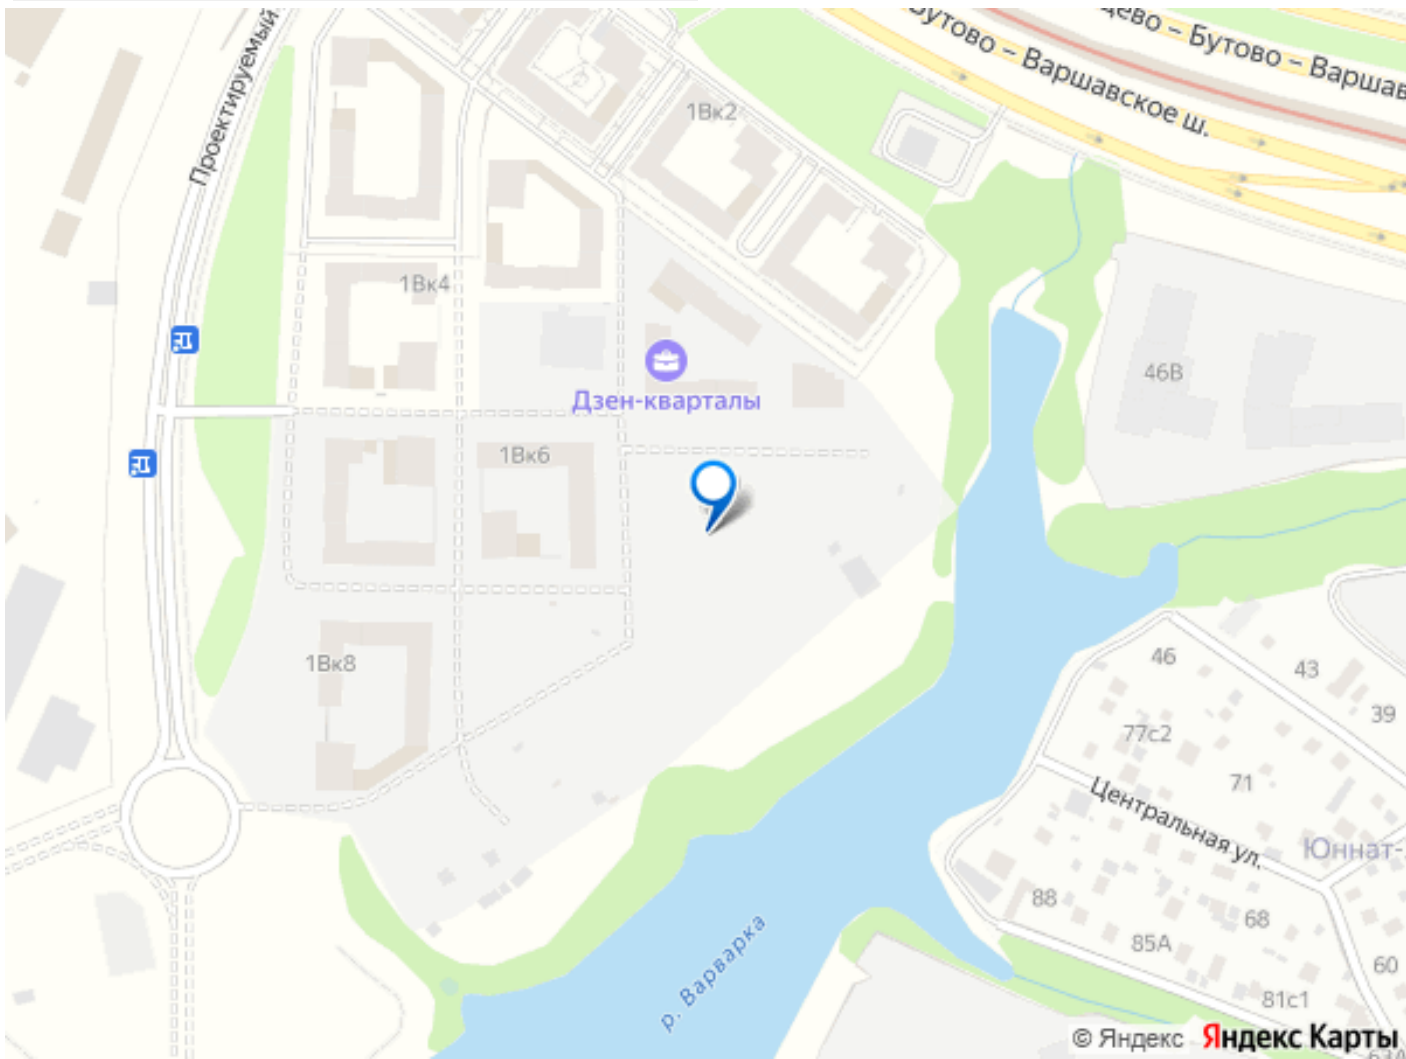 Проектируемый
Бутово – Варшавское ш.
цево – Бутово – Варшав
1Вк2
1Вк4
46В
Дзен-кварталы
1Вк6
1Вк8
46
43
39
77с2
71
Центральная ул.
Юннат-
88
68
85А
60
р. Варварка
81с1
© Яндекс Яндекс Карты